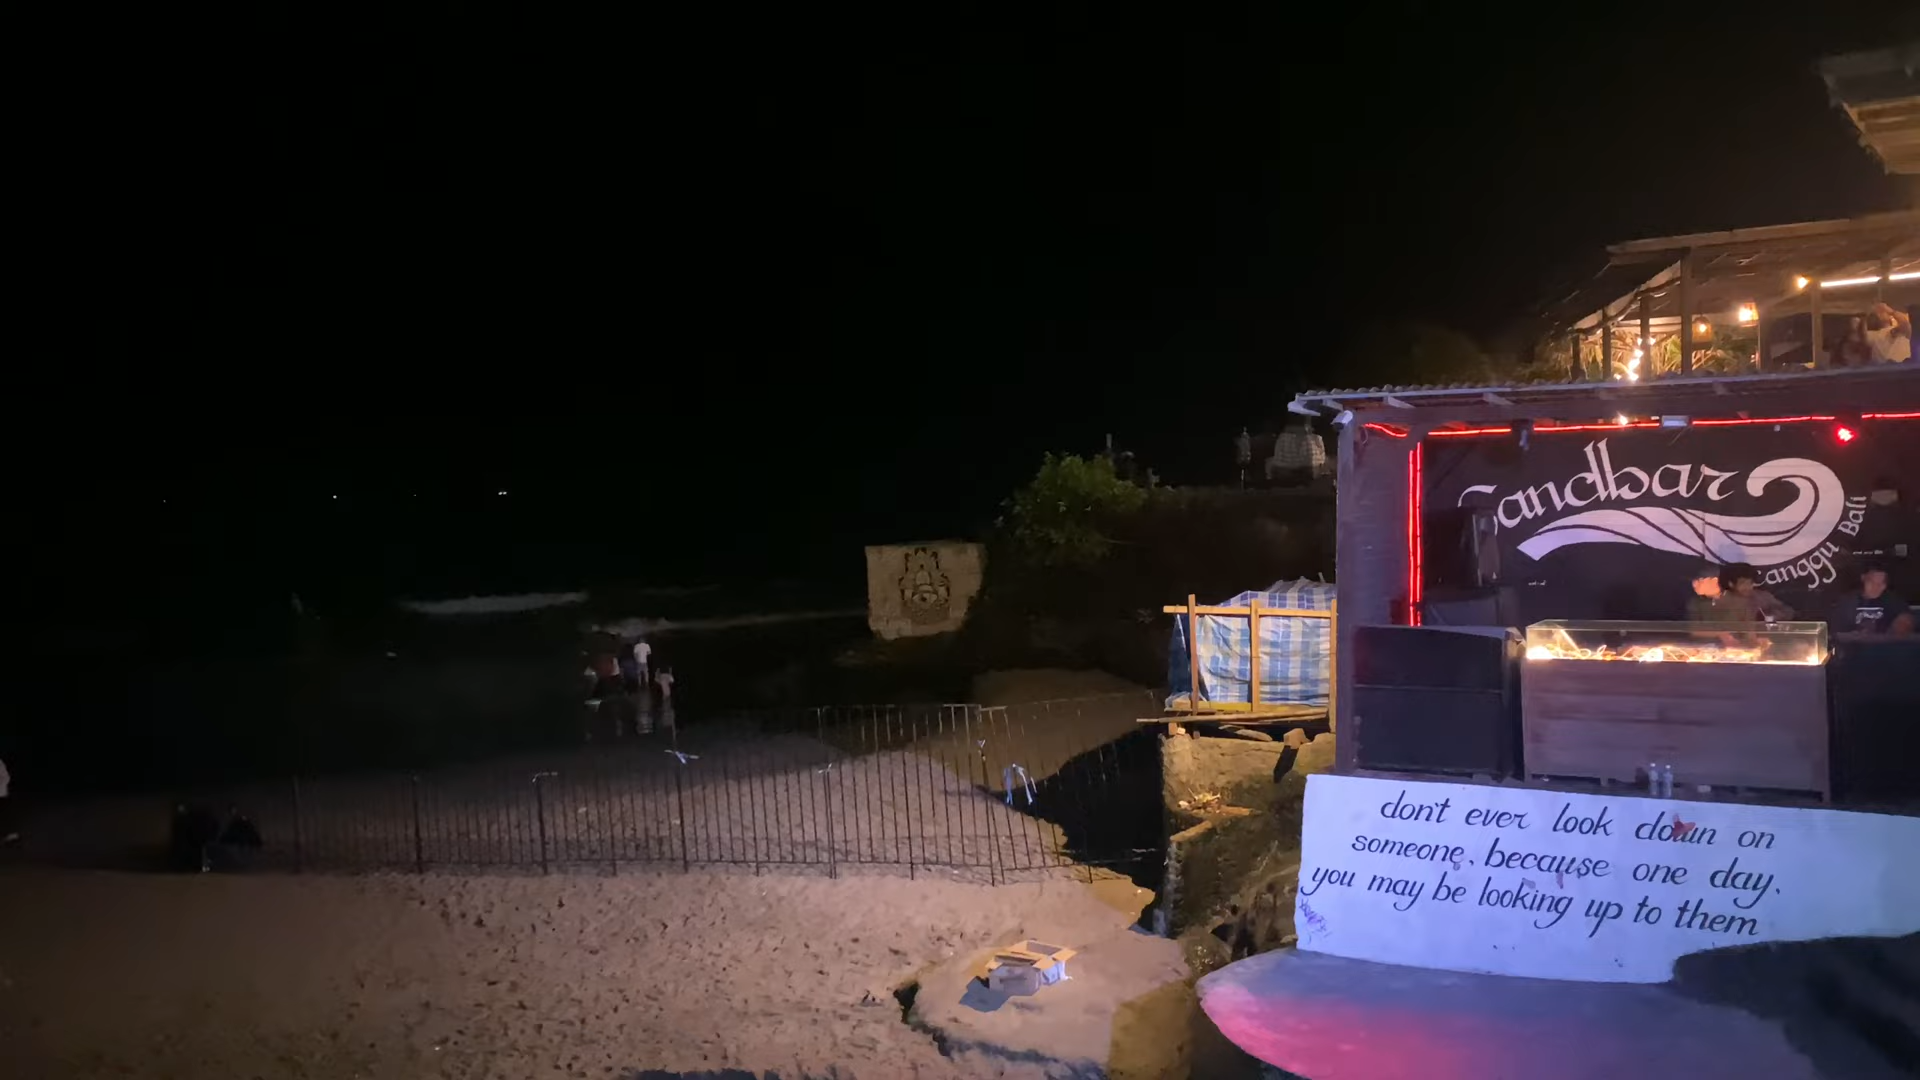 Sandbar
Canggu Bali
don't ever look down on
someone, because one day,
you may be looking up to them